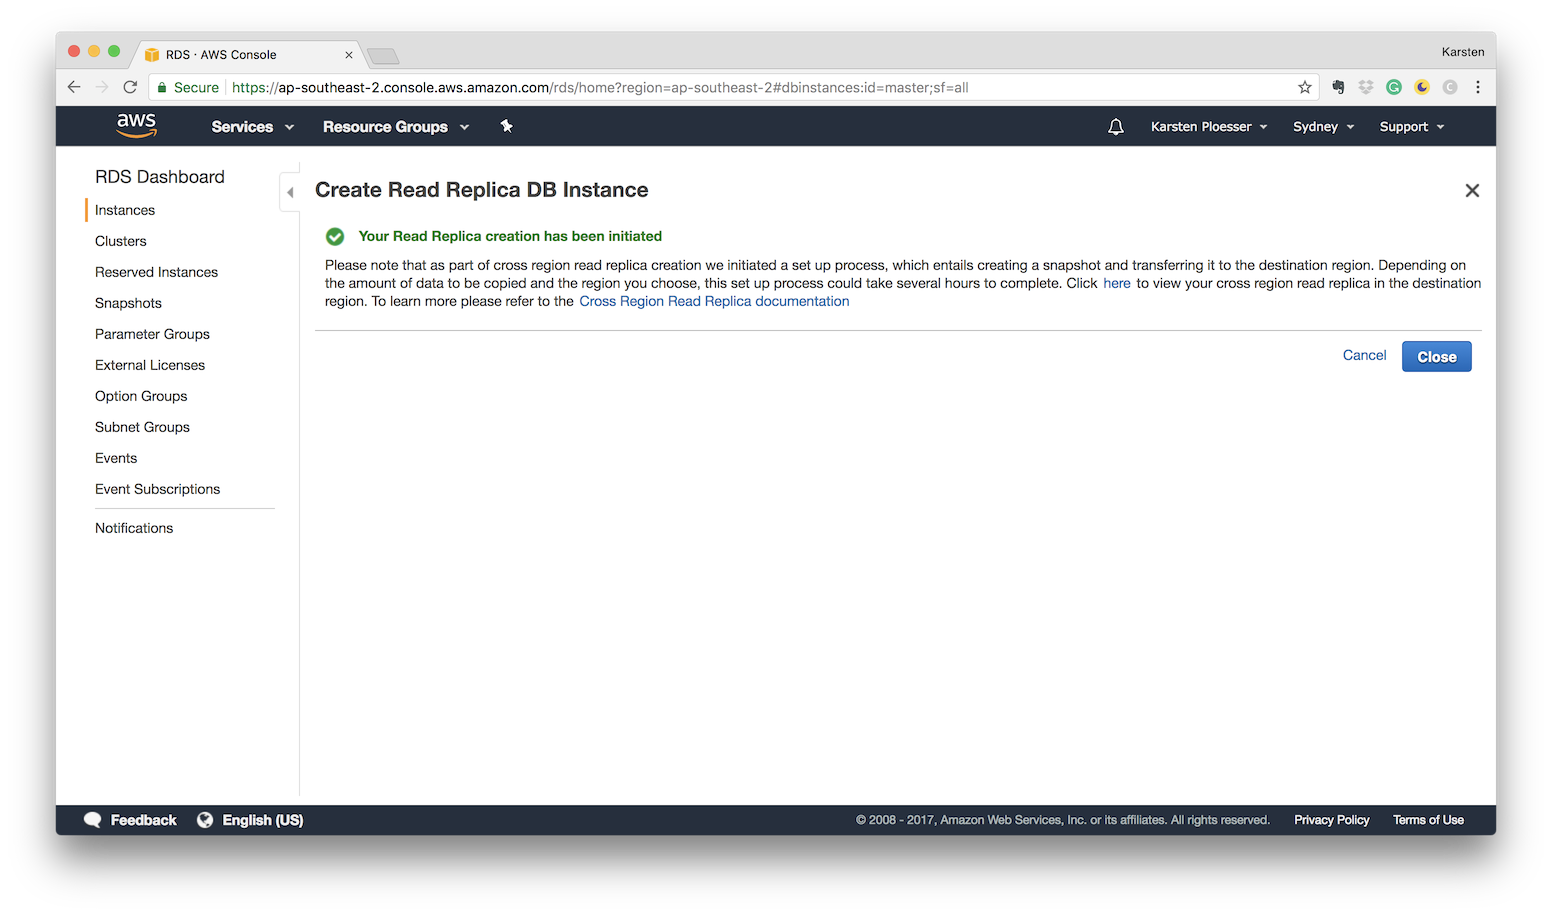 RDS · AWS Console
Karsten
Secure https://ap-southeast-2.console.aws.amazon.com/rds/home?region=ap-southeast-2#dbinstances:id=master;sf=all
aws Services Resource Groups Karsten Ploesser Sydney Support
RDS Dashboard
Instances
Clusters
Reserved Instances
Snapshots
Parameter Groups
External Licenses
Option Groups
Subnet Groups
Events
Event Subscriptions
Notifications
Create Read Replica DB Instance
Your Read Replica creation has been initiated
Please note that as part of cross region read replica creation we initiated a set up process, which entails creating a snapshot and transferring it to the destination region. Depending on
the amount of data to be copied and the region you choose, this set up process could take several hours to complete. Click here to view your cross region read replica in the destination
region. To learn more please refer to the Cross Region Read Replica documentation
Cancel Close
Feedback English (US) © 2008 - 2017, Amazon Web Services, Inc. or its affiliates. All rights reserved. Privacy Policy Terms of Use